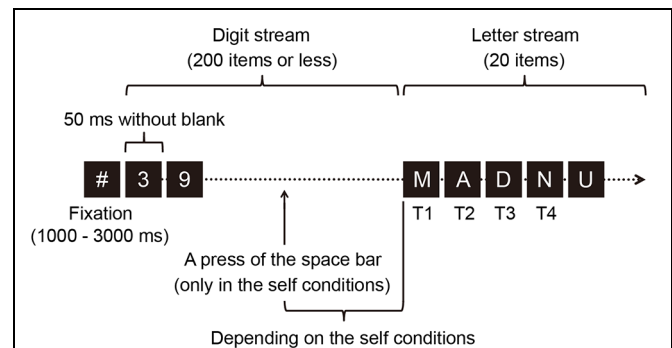 Digit stream
(200 items or less)
Letter stream
(20 items)
50 ms without blank
# 3 9 M A D N U
Fixation
(1000 - 3000 ms)
T1 T2 T3 T4
A press of the space bar
(only in the self conditions)
Depending on the self conditions